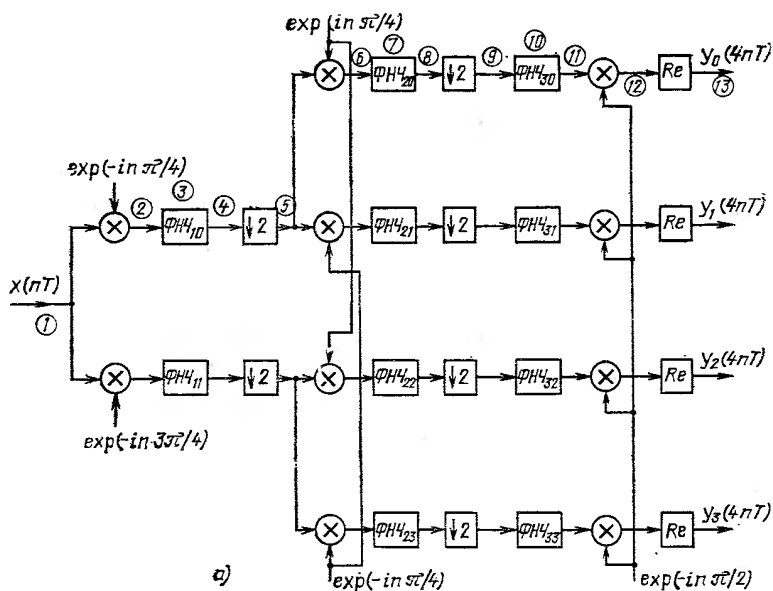 exp(in π/4)
⑦ ⑩
⑥ ФНЧ₂₀ ⑧ ↓2 ⑨ ФНЧ₃₀ ⑪ ⑫ Re y₀(4nT) ⑬
exp(-in π/4)
② ③ ④ ⑤
ФНЧ₁₀ ↓2 ФНЧ₂₁ ↓2 ФНЧ₃₁ Re y₁(4nT)
x(nT)
①
ФНЧ₁₁ ↓2 ФНЧ₂₂ ↓2 ФНЧ₃₂ Re y₂(4nT)
exp(-in 3π/4)
ФНЧ₂₃ ↓2 ФНЧ₃₃ Re y₃(4nT)
а) exp(-in π/4) exp(-in π/2)